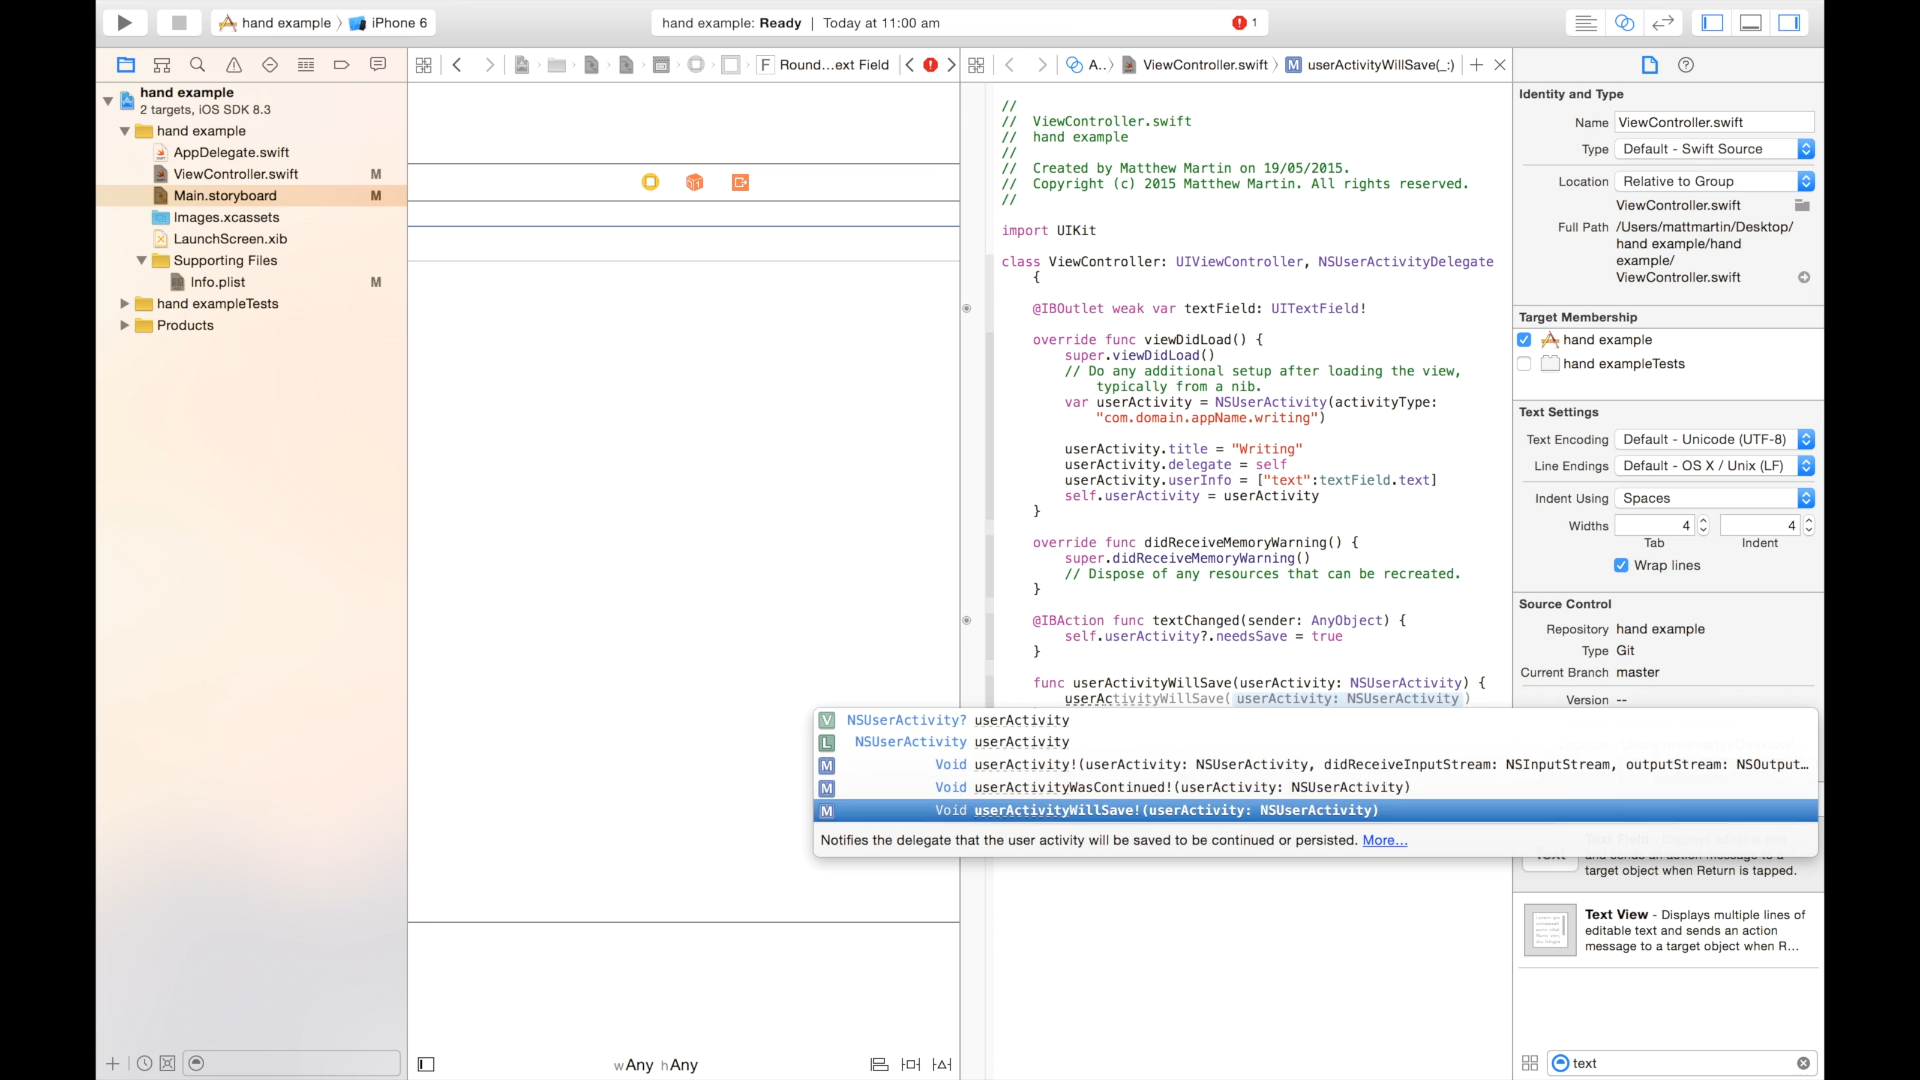 hand example
iPhone 6
hand example: Ready | Today at 11:00 am
1
Round...ext Field
A..
ViewController.swift
M
userActivityWillSave(_:)
hand example
2 targets, iOS SDK 8.3
hand example
AppDelegate.swift
ViewController.swift M
Main.storyboard M
Images.xcassets
LaunchScreen.xib
Supporting Files
Info.plist M
hand exampleTests
Products
wAny hAny
//
// ViewController.swift
// hand example
//
// Created by Matthew Martin on 19/05/2015.
// Copyright (c) 2015 Matthew Martin. All rights reserved.
//
import UIKit
class ViewController: UIViewController, NSUserActivityDelegate
{
@IBOutlet weak var textField: UITextField!
override func viewDidLoad() {
super.viewDidLoad()
// Do any additional setup after loading the view,
typically from a nib.
var userActivity = NSUserActivity(activityType:
"com.domain.appName.writing")
userActivity.title = "Writing"
userActivity.delegate = self
userActivity.userInfo = ["text":textField.text]
self.userActivity = userActivity
}
override func didReceiveMemoryWarning() {
super.didReceiveMemoryWarning()
// Dispose of any resources that can be recreated.
}
@IBAction func textChanged(sender: AnyObject) {
self.userActivity?.needsSave = true
}
func userActivityWillSave(userActivity: NSUserActivity) {
userActivityWillSave(userActivity: NSUserActivity)
V NSUserActivity? userActivity
L NSUserActivity userActivity
M Void userActivity!(userActivity: NSUserActivity, didReceiveInputStream: NSInputStream, outputStream: NSOutput...
M Void userActivityWasContinued!(userActivity: NSUserActivity)
M Void userActivityWillSave!(userActivity: NSUserActivity)
Notifies the delegate that the user activity will be saved to be continued or persisted. More...
Identity and Type
Name ViewController.swift
Type Default - Swift Source
Location Relative to Group
ViewController.swift
Full Path /Users/mattmartin/Desktop/
hand example/hand
example/
ViewController.swift
Target Membership
hand example
hand exampleTests
Text Settings
Text Encoding Default - Unicode (UTF-8)
Line Endings Default - OS X / Unix (LF)
Indent Using Spaces
Widths 4 4
Tab Indent
Wrap lines
Source Control
Repository hand example
Type Git
Current Branch master
Version --
target object when Return is tapped.
Text View - Displays multiple lines of
editable text and sends an action
message to a target object when R...
text